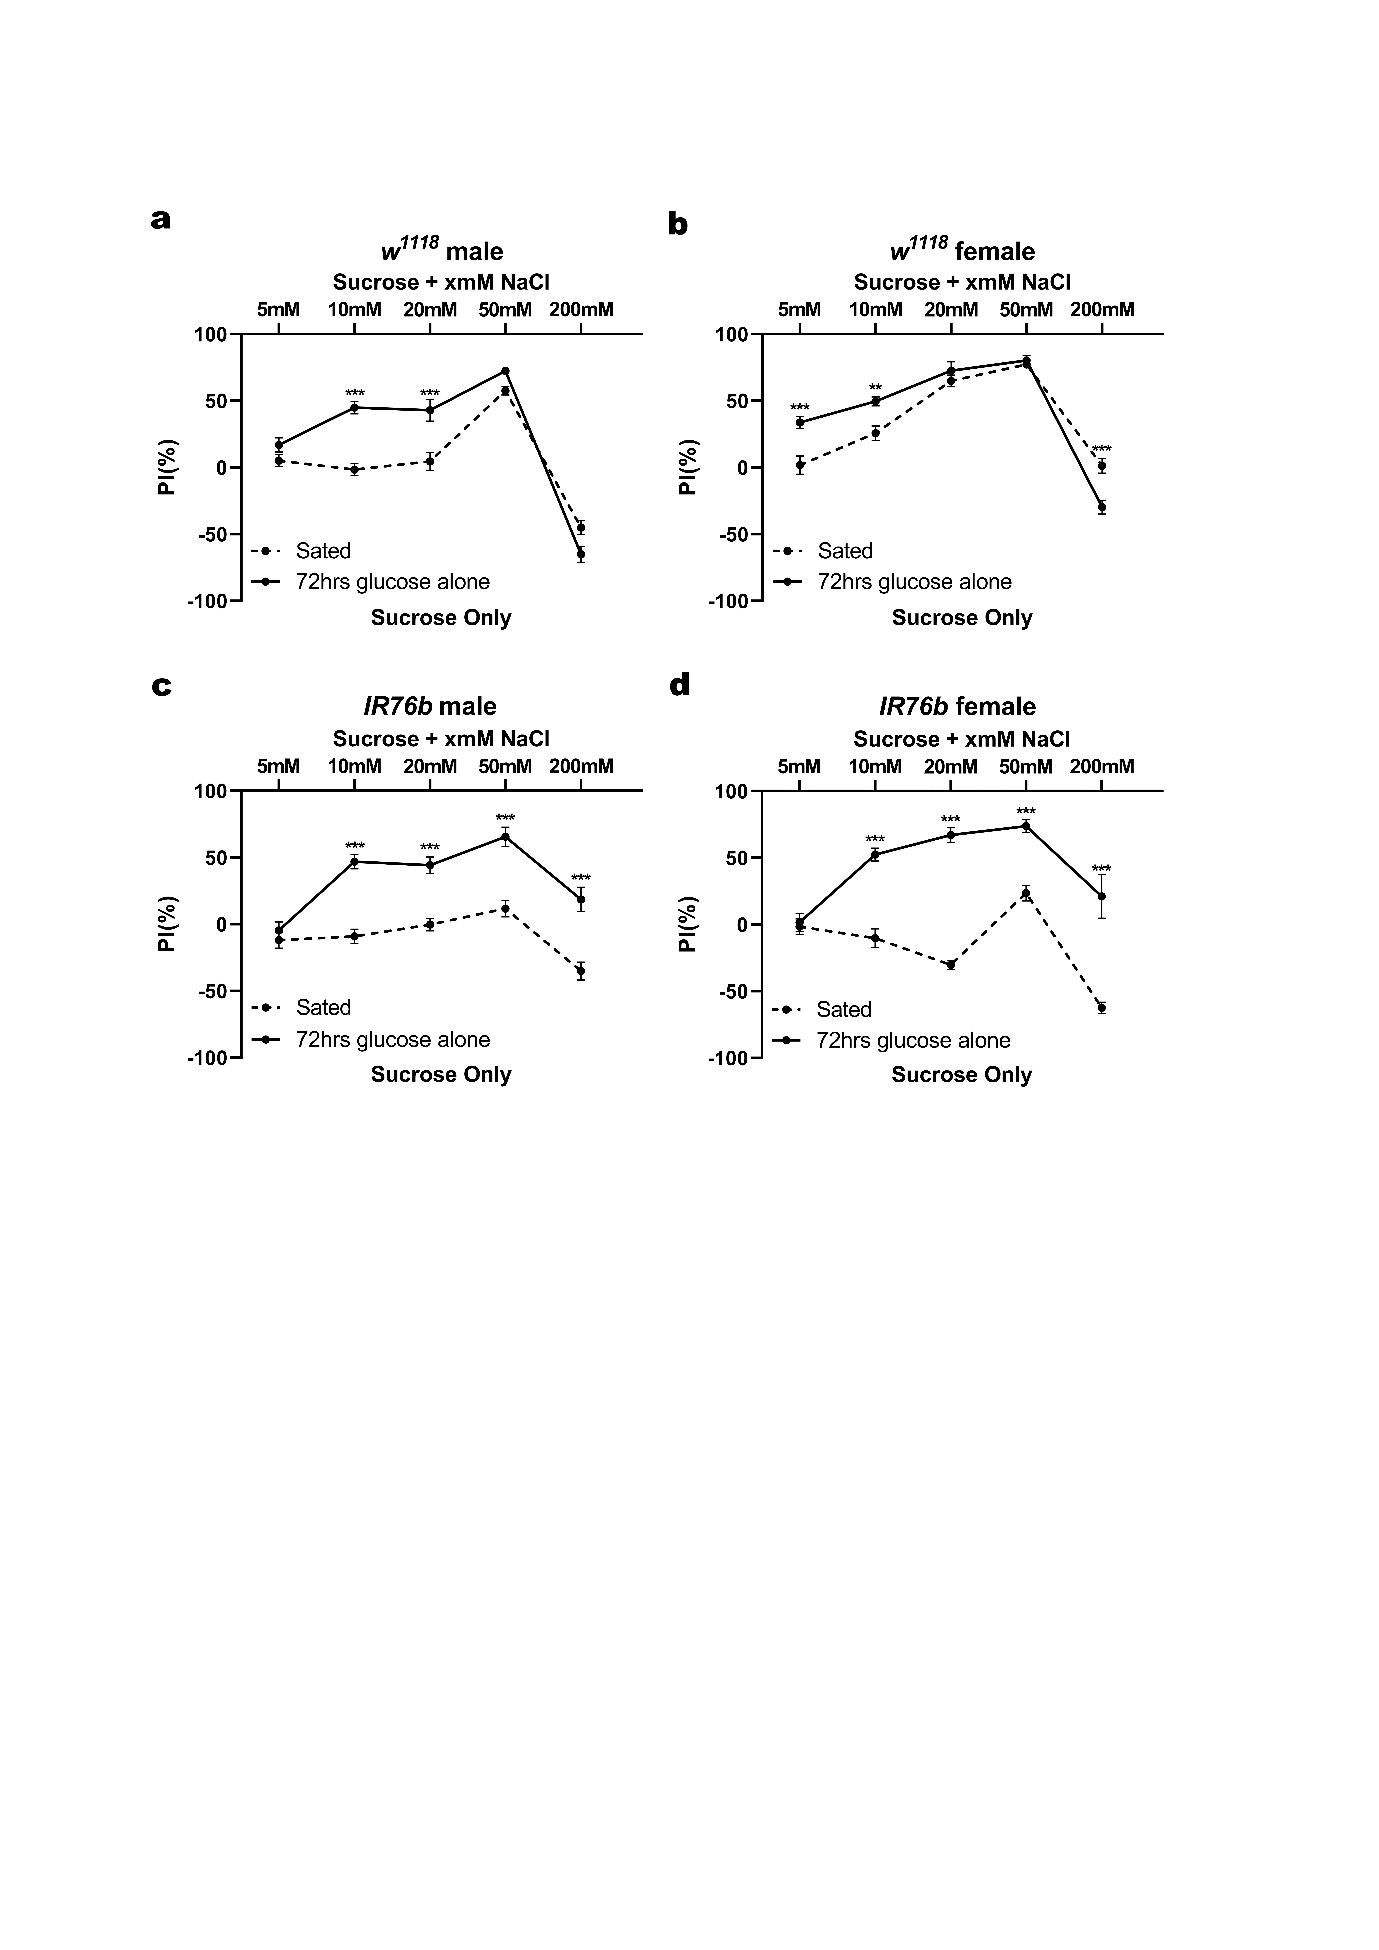 a
w1118 male
Sucrose + xmM NaCl
5mM 10mM 20mM 50mM 200mM
100
50
0
-50
-100
PI(%)
*** ***
Sated
72hrs glucose alone
Sucrose Only
b
w1118 female
Sucrose + xmM NaCl
5mM 10mM 20mM 50mM 200mM
100
50
0
-50
-100
PI(%)
*** ** ***
Sated
72hrs glucose alone
Sucrose Only
c
IR76b male
Sucrose + xmM NaCl
5mM 10mM 20mM 50mM 200mM
100
50
0
-50
-100
PI(%)
*** *** *** ***
Sated
72hrs glucose alone
Sucrose Only
d
IR76b female
Sucrose + xmM NaCl
5mM 10mM 20mM 50mM 200mM
100
50
0
-50
-100
PI(%)
*** *** *** ***
Sated
72hrs glucose alone
Sucrose Only